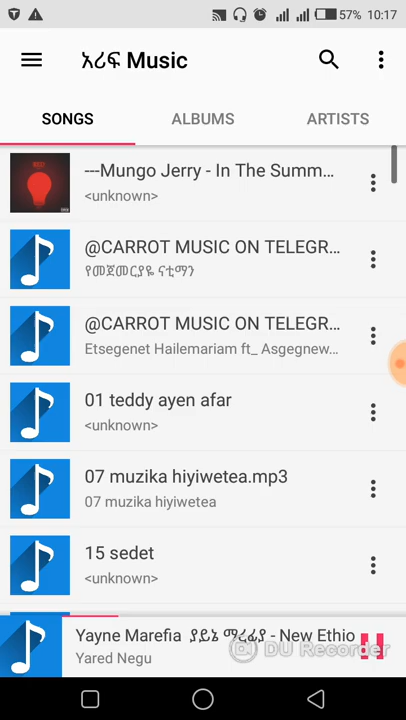 57% 10:17
አሪፍ Music
SONGS ALBUMS ARTISTS
---Mungo Jerry - In The Summ...
<unknown>
@CARROT MUSIC ON TELEGR...
የመጀመርያዬ ናቲማን
@CARROT MUSIC ON TELEGR...
Etsegenet Hailemariam ft_ Asgegnew...
01 teddy ayen afar
<unknown>
07 muzika hiyiwetea.mp3
07 muzika hiyiwetea
15 sedet
<unknown>
Yayne Marefia ያይኔ ማረፊያ - New Ethio
Yared Negu
DU Recorder